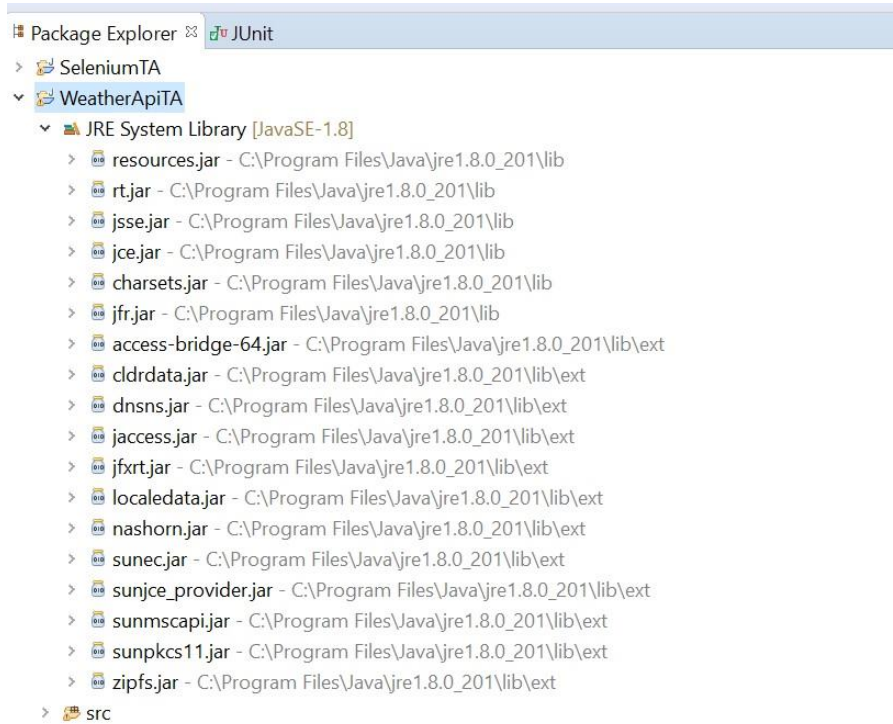 Package Explorer JUnit
SeleniumTA
WeatherApiTA
JRE System Library [JavaSE-1.8]
resources.jar - C:\Program Files\Java\jre1.8.0_201\lib
rt.jar - C:\Program Files\Java\jre1.8.0_201\lib
jsse.jar - C:\Program Files\Java\jre1.8.0_201\lib
jce.jar - C:\Program Files\Java\jre1.8.0_201\lib
charsets.jar - C:\Program Files\Java\jre1.8.0_201\lib
jfr.jar - C:\Program Files\Java\jre1.8.0_201\lib
access-bridge-64.jar - C:\Program Files\Java\jre1.8.0_201\lib\ext
cldrdata.jar - C:\Program Files\Java\jre1.8.0_201\lib\ext
dnsns.jar - C:\Program Files\Java\jre1.8.0_201\lib\ext
jaccess.jar - C:\Program Files\Java\jre1.8.0_201\lib\ext
jfxrt.jar - C:\Program Files\Java\jre1.8.0_201\lib\ext
localedata.jar - C:\Program Files\Java\jre1.8.0_201\lib\ext
nashorn.jar - C:\Program Files\Java\jre1.8.0_201\lib\ext
sunec.jar - C:\Program Files\Java\jre1.8.0_201\lib\ext
sunjce_provider.jar - C:\Program Files\Java\jre1.8.0_201\lib\ext
sunmscapi.jar - C:\Program Files\Java\jre1.8.0_201\lib\ext
sunpkcs11.jar - C:\Program Files\Java\jre1.8.0_201\lib\ext
zipfs.jar - C:\Program Files\Java\jre1.8.0_201\lib\ext
src